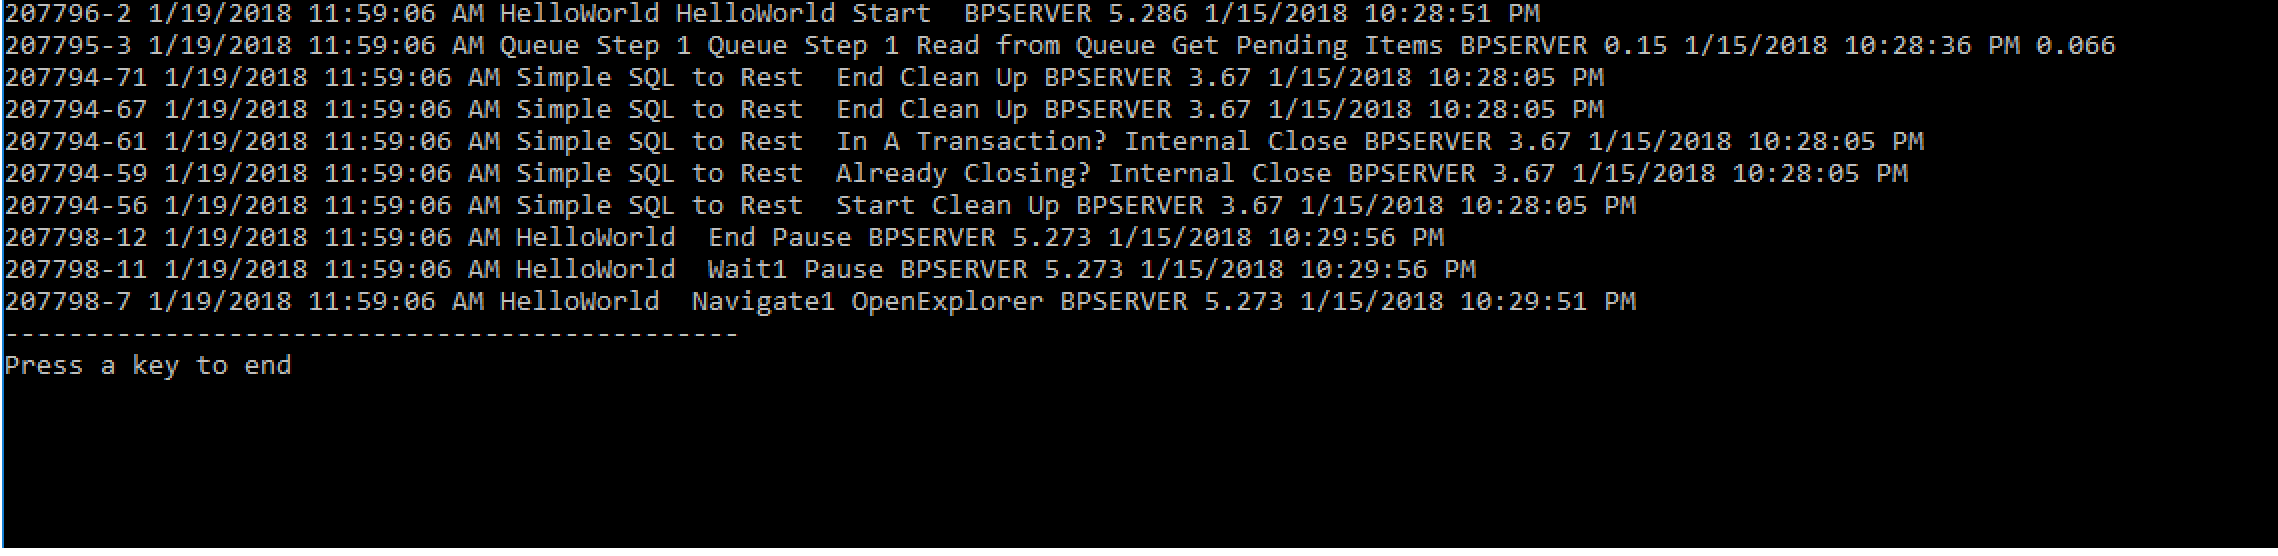 207796-2 1/19/2018 11:59:06 AM HelloWorld HelloWorld Start  BPSERVER 5.286 1/15/2018 10:28:51 PM
207795-3 1/19/2018 11:59:06 AM Queue Step 1 Queue Step 1 Read from Queue Get Pending Items BPSERVER 0.15 1/15/2018 10:28:36 PM 0.066
207794-71 1/19/2018 11:59:06 AM Simple SQL to Rest  End Clean Up BPSERVER 3.67 1/15/2018 10:28:05 PM
207794-67 1/19/2018 11:59:06 AM Simple SQL to Rest  End Clean Up BPSERVER 3.67 1/15/2018 10:28:05 PM
207794-61 1/19/2018 11:59:06 AM Simple SQL to Rest  In A Transaction? Internal Close BPSERVER 3.67 1/15/2018 10:28:05 PM
207794-59 1/19/2018 11:59:06 AM Simple SQL to Rest  Already Closing? Internal Close BPSERVER 3.67 1/15/2018 10:28:05 PM
207794-56 1/19/2018 11:59:06 AM Simple SQL to Rest  Start Clean Up BPSERVER 3.67 1/15/2018 10:28:05 PM
207798-12 1/19/2018 11:59:06 AM HelloWorld  End Pause BPSERVER 5.273 1/15/2018 10:29:56 PM
207798-11 1/19/2018 11:59:06 AM HelloWorld  Wait1 Pause BPSERVER 5.273 1/15/2018 10:29:56 PM
207798-7 1/19/2018 11:59:06 AM HelloWorld  Navigate1 OpenExplorer BPSERVER 5.273 1/15/2018 10:29:51 PM
----------------------------------------------
Press a key to end